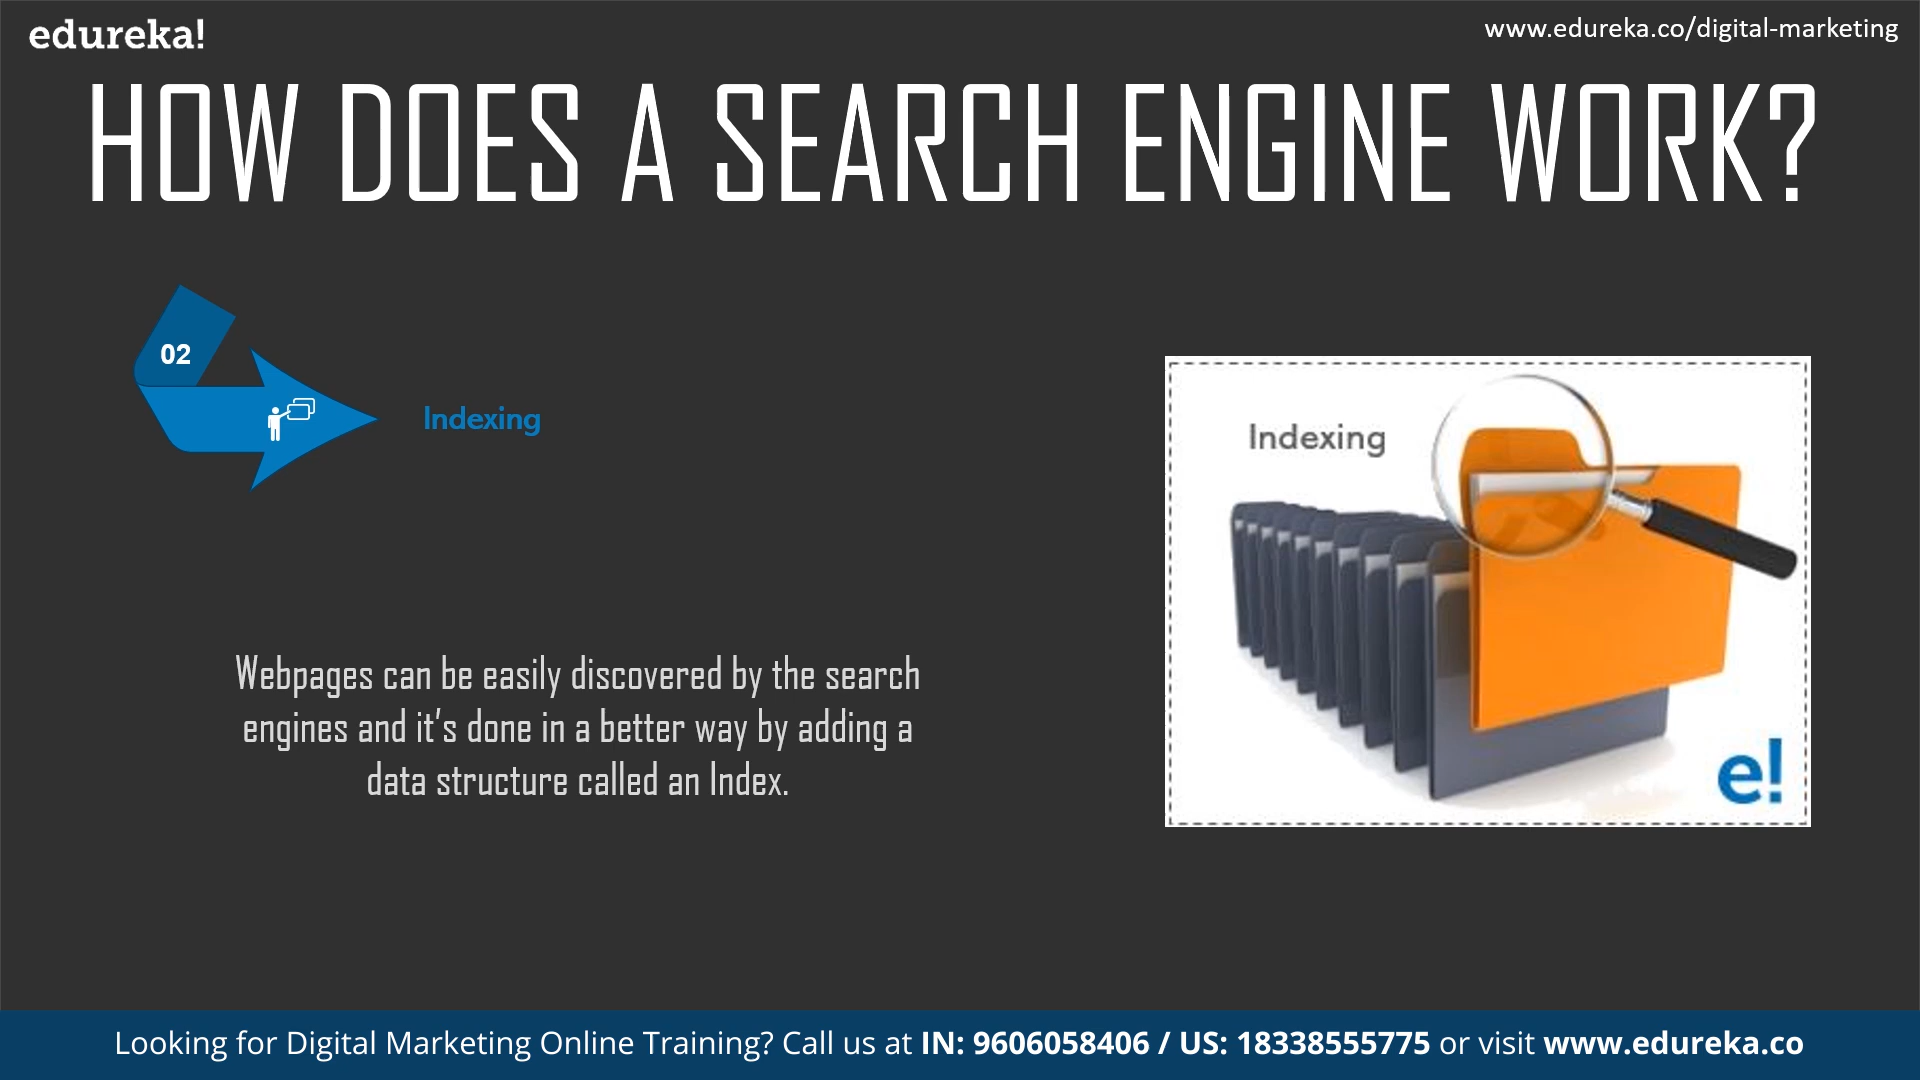 edureka!
www.edureka.co/digital-marketing
HOW DOES A SEARCH ENGINE WORK?
02
Indexing
Indexing
Webpages can be easily discovered by the search
engines and it's done in a better way by adding a
data structure called an Index.
e!
Looking for Digital Marketing Online Training? Call us at IN: 9606058406 / US: 18338555775 or visit www.edureka.co